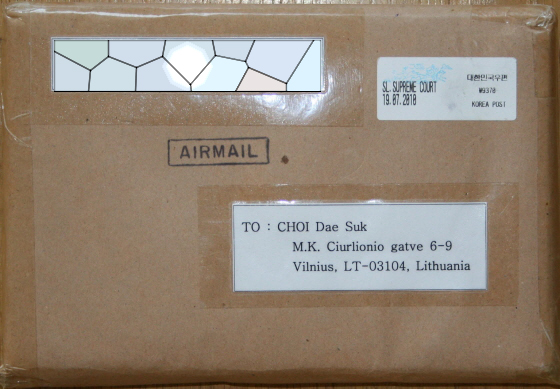 SL. SUPREME COURT
19.07.2010
대한민국우편
₩9370
KOREA POST
AIRMAIL
TO : CHOI Dae Suk
M.K. Ciurlionio gatve 6-9
Vilnius, LT-03104, Lithuania